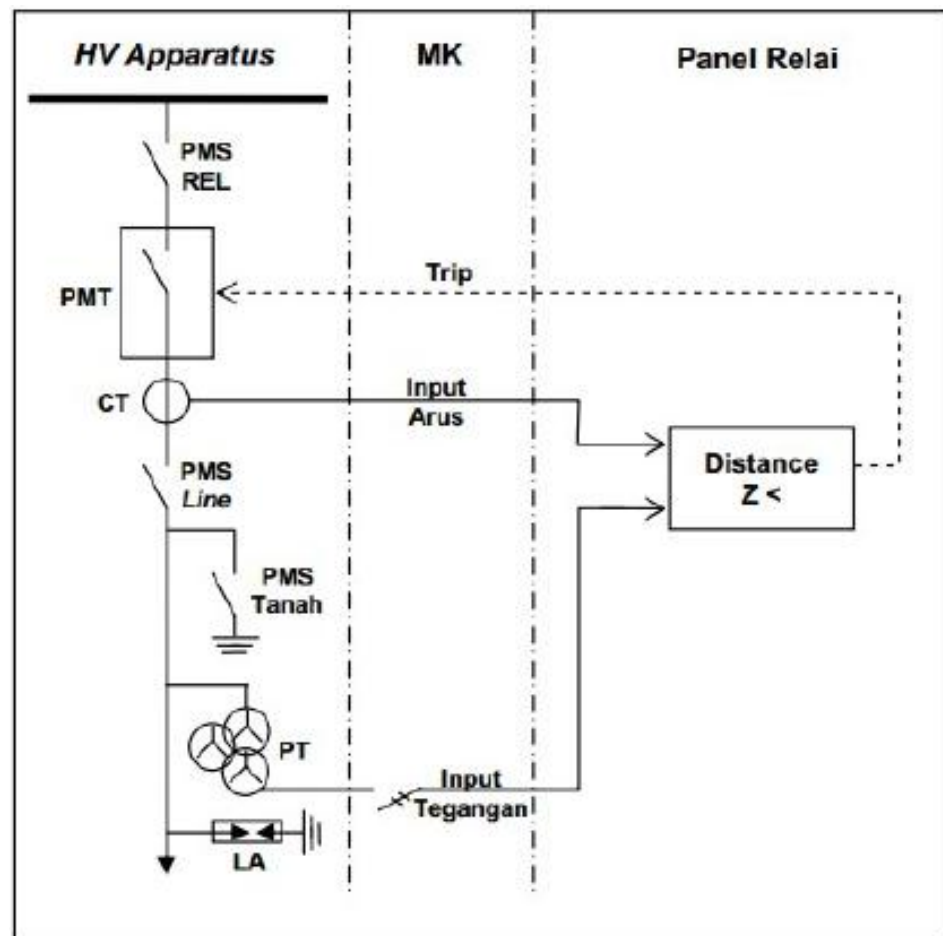 HV Apparatus
MK
Panel Relai
PMS
REL
PMT
Trip
CT
Input
Arus
Distance
Z <
PMS
Line
PMS
Tanah
PT
Input
Tegangan
LA